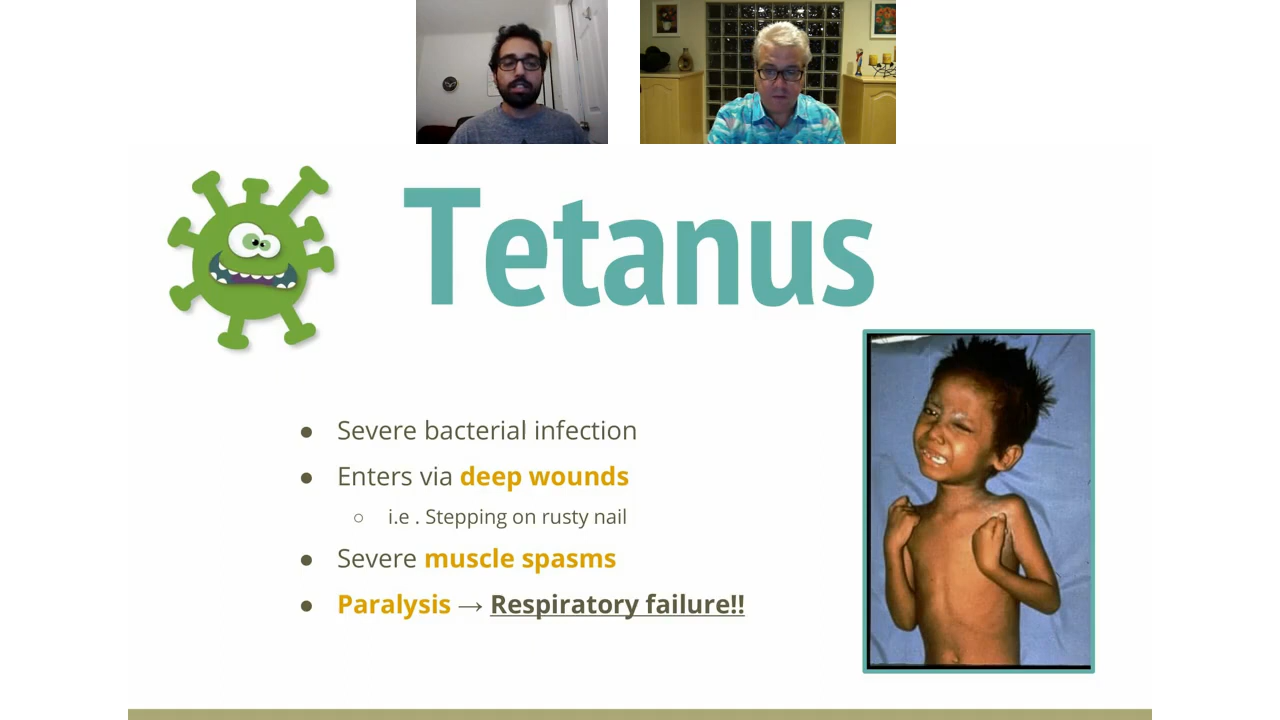 Tetanus
Severe bacterial infection
Enters via deep wounds
i.e . Stepping on rusty nail
Severe muscle spasms
Paralysis → Respiratory failure!!